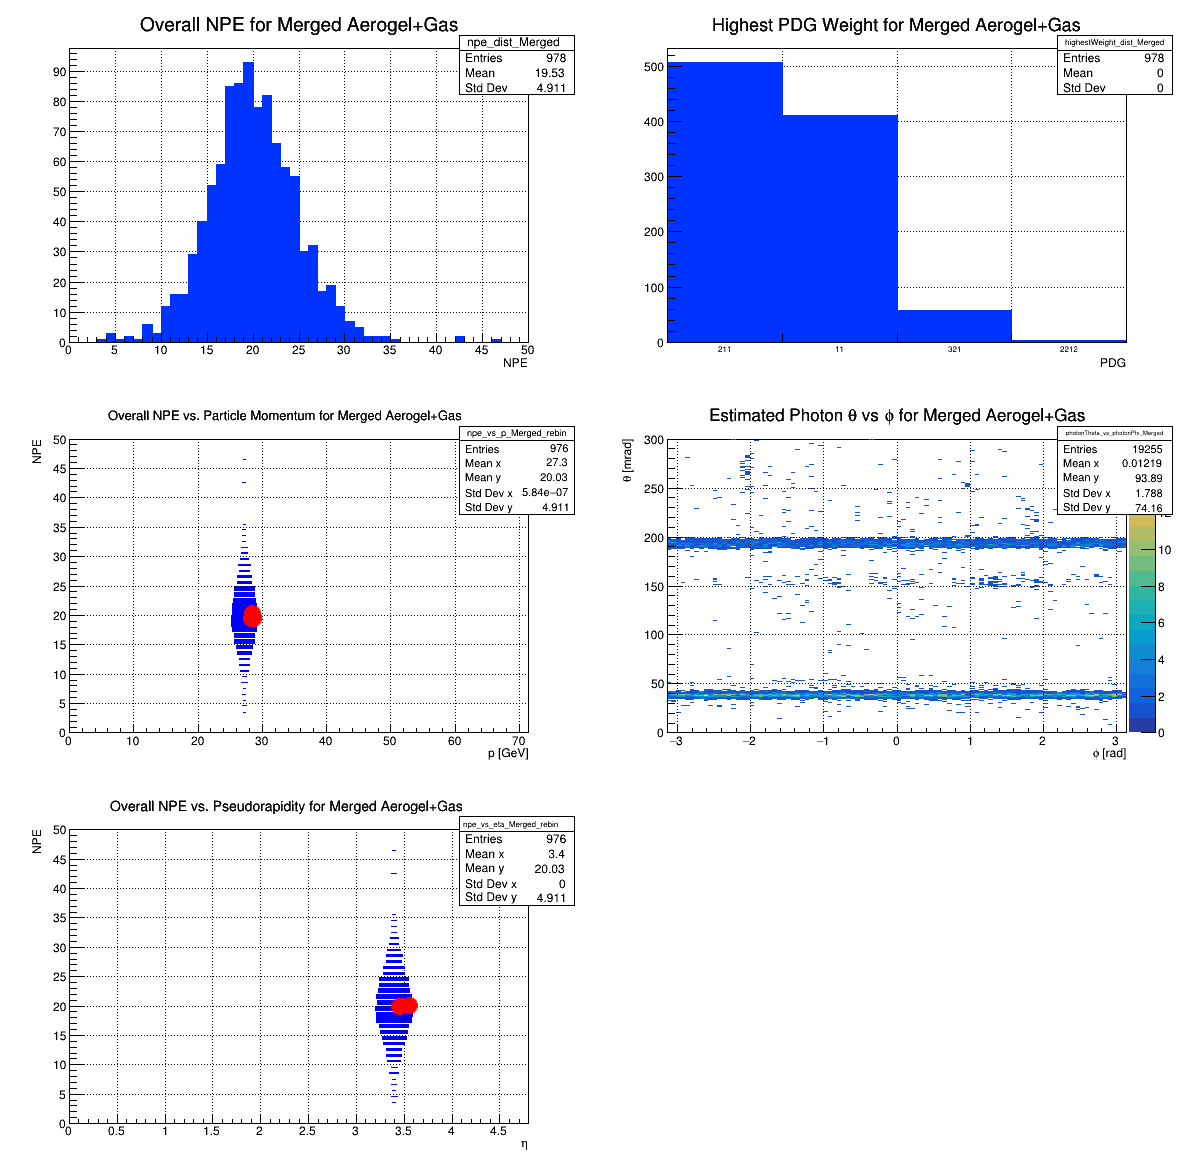 Overall NPE for Merged Aerogel+Gas
npe_dist_Merged
Entries 978
Mean 19.53
Std Dev 4.911
90
80
70
60
50
40
30
20
10
0
0 5 10 15 20 25 30 35 40 45 50
NPE
Highest PDG Weight for Merged Aerogel+Gas
highestWeight_dist_Merged
Entries 978
Mean 0
Std Dev 0
500
400
300
200
100
0
211 11 321 2212
PDG
Overall NPE vs. Particle Momentum for Merged Aerogel+Gas
npe_vs_p_Merged_rebin
Entries 976
Mean x 27.3
Mean y 20.03
Std Dev x 5.84e−07
Std Dev y 4.911
NPE
50
45
40
35
30
25
20
15
10
5
0
0 10 20 30 40 50 60 70
p [GeV]
Estimated Photon θ vs ϕ for Merged Aerogel+Gas
photonTheta_vs_photonPhi_Merged
Entries 19255
Mean x 0.01219
Mean y 93.89
Std Dev x 1.788
Std Dev y 74.16
θ [mrad]
300
250
200
150
100
50
0
−3 −2 −1 0 1 2 3
ϕ [rad]
12
10
8
6
4
2
0
Overall NPE vs. Pseudorapidity for Merged Aerogel+Gas
npe_vs_eta_Merged_rebin
Entries 976
Mean x 3.4
Mean y 20.03
Std Dev x 0
Std Dev y 4.911
NPE
50
45
40
35
30
25
20
15
10
5
0
0 0.5 1 1.5 2 2.5 3 3.5 4 4.5
η